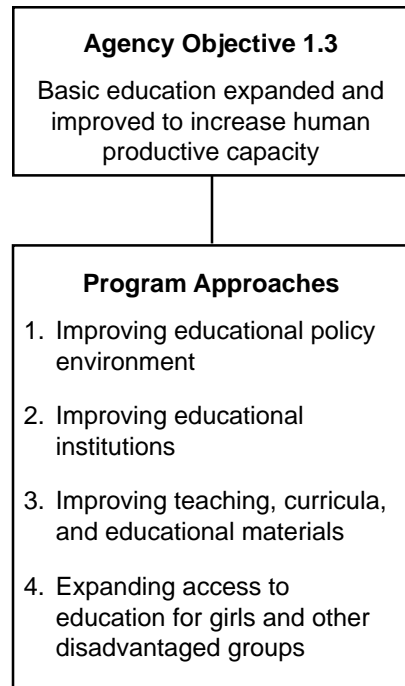 Agency Objective 1.3
Basic education expanded and
improved to increase human
productive capacity
Program Approaches
1. Improving educational policy
environment
2. Improving educational
institutions
3. Improving teaching, curricula,
and educational materials
4. Expanding access to
education for girls and other
disadvantaged groups